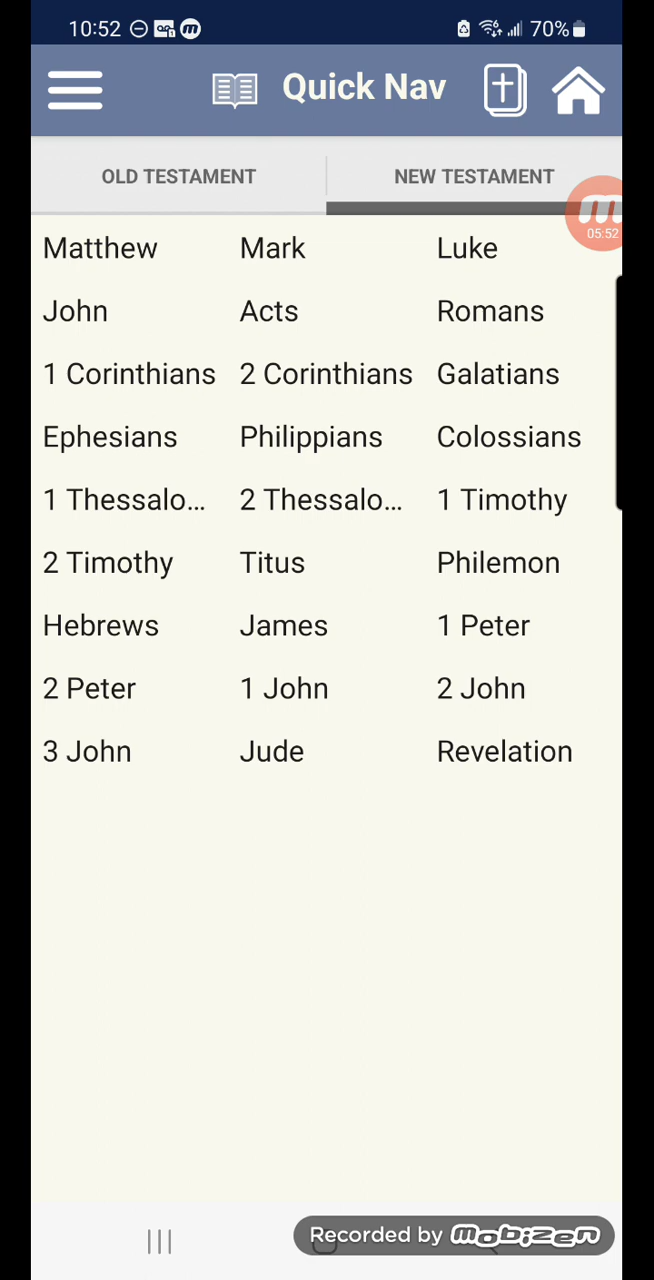 10:52 70%
Quick Nav
OLD TESTAMENT NEW TESTAMENT
05:52
Matthew Mark Luke
John Acts Romans
1 Corinthians 2 Corinthians Galatians
Ephesians Philippians Colossians
1 Thessalo... 2 Thessalo... 1 Timothy
2 Timothy Titus Philemon
Hebrews James 1 Peter
2 Peter 1 John 2 John
3 John Jude Revelation
Recorded by mobizen